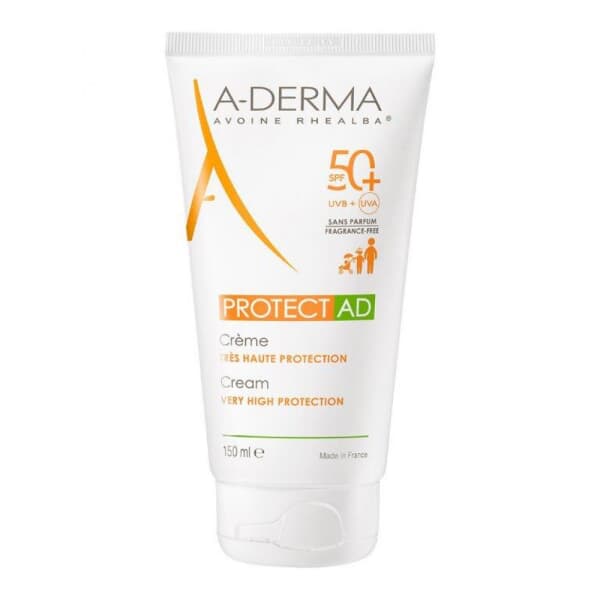 A-DERMA
AVOINE RHEALBA®
SPF 50+
UVB + UVA
SANS PARFUM
FRAGRANCE-FREE
PROTECT AD
Crème
TRÈS HAUTE PROTECTION
Cream
VERY HIGH PROTECTION
150 ml ℮
Made in France